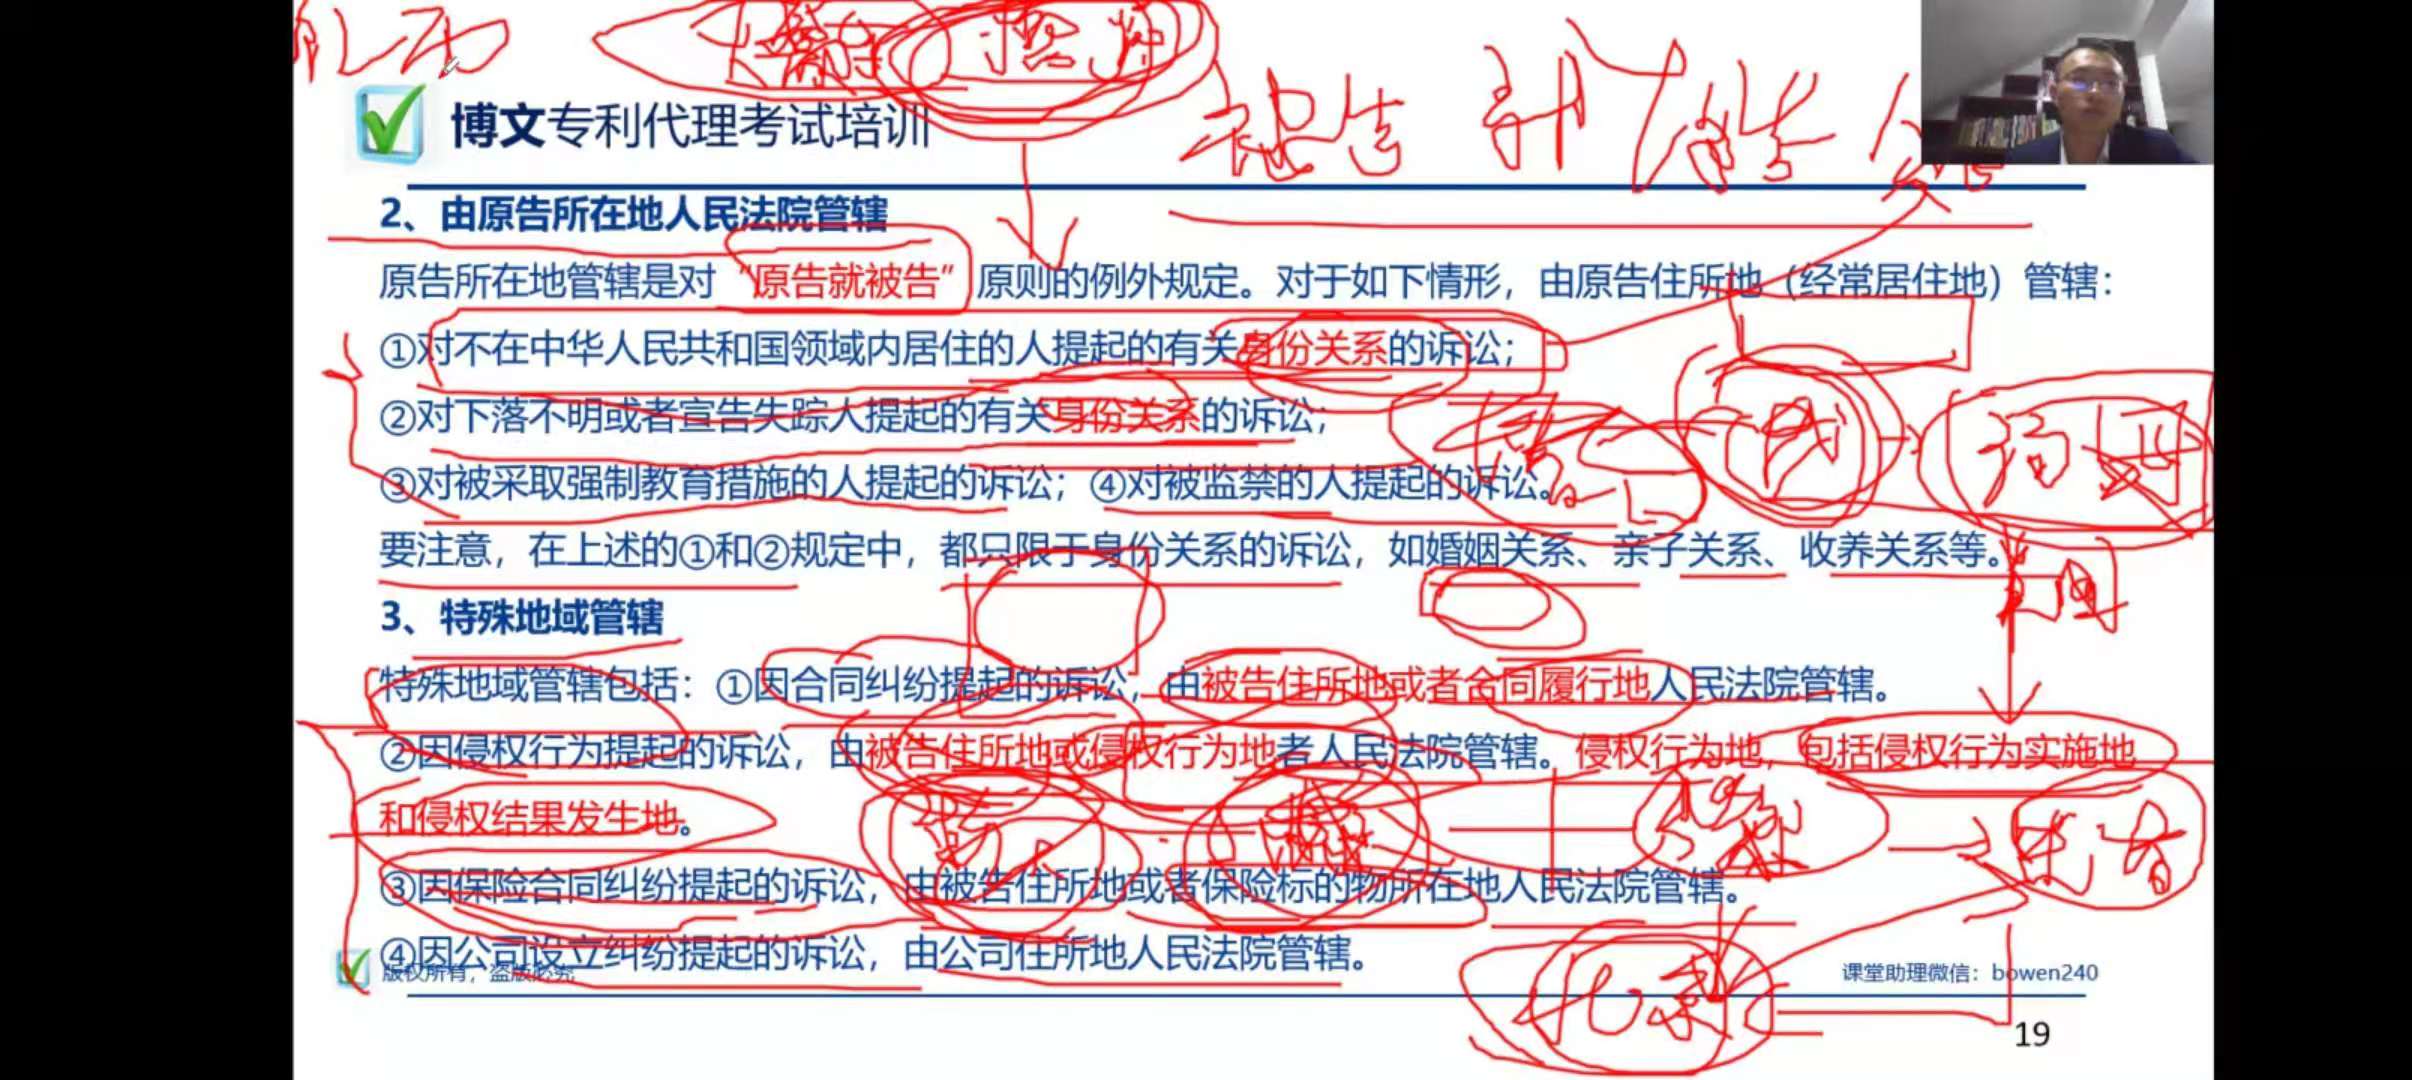 被告 原告
博文专利代理考试培训
2、由原告所在地人民法院管辖
原告所在地管辖是对“原告就被告”原则的例外规定。对于如下情形，由原告住所地（经常居住地）管辖：
①对不在中华人民共和国领域内居住的人提起的有关身份关系的诉讼；
②对下落不明或者宣告失踪人提起的有关身份关系的诉讼；
③对被采取强制教育措施的人提起的诉讼；④对被监禁的人提起的诉讼。
要注意，在上述的①和②规定中，都只限于身份关系的诉讼，如婚姻关系、亲子关系、收养关系等。
3、特殊地域管辖
特殊地域管辖包括：①因合同纠纷提起的诉讼，由被告住所地或者合同履行地人民法院管辖。
②因侵权行为提起的诉讼，由被告住所地或侵权行为地者人民法院管辖。侵权行为地，包括侵权行为实施地
和侵权结果发生地。
③因保险合同纠纷提起的诉讼，由被告住所地或者保险标的物所在地人民法院管辖。
④因公司设立纠纷提起的诉讼，由公司住所地人民法院管辖。
版权所有，盗版必究
课堂助理微信：bowen240
北京
19